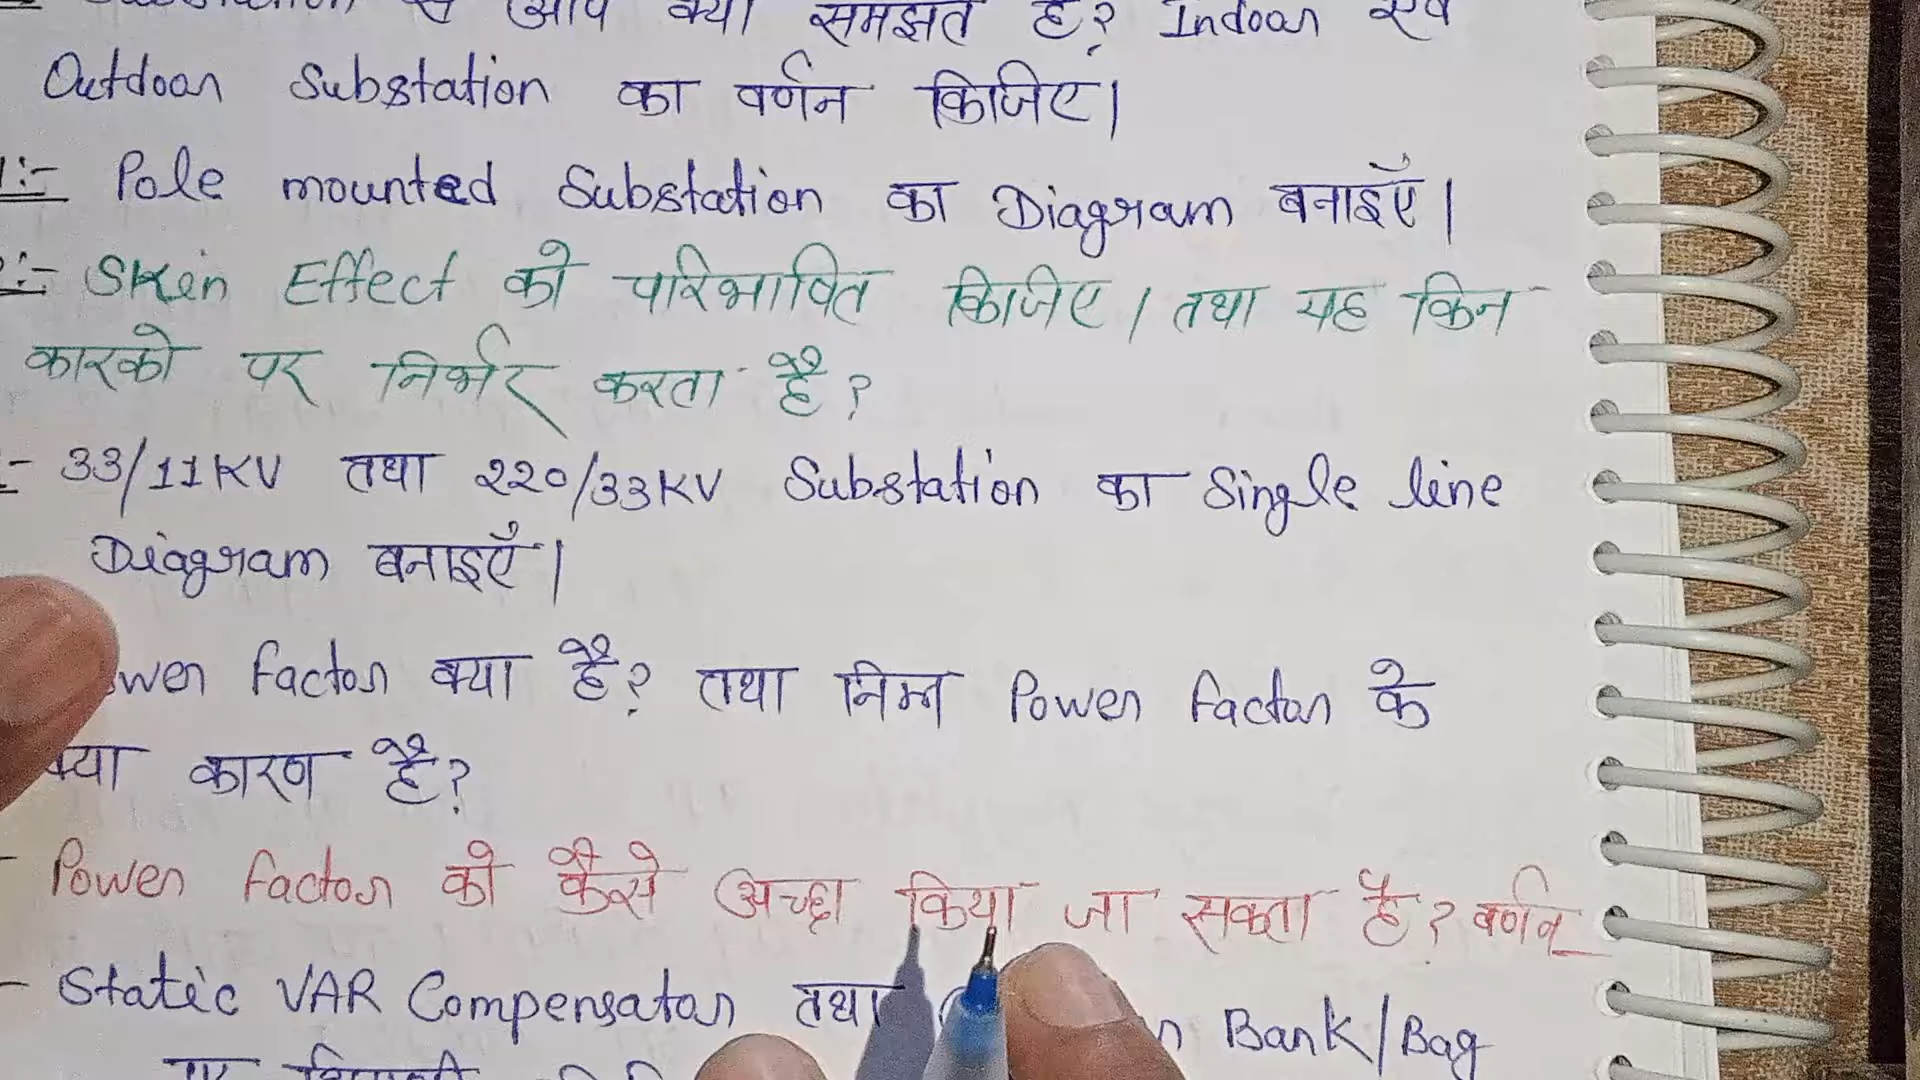 से आप क्या समझते है? Indoor एवं
Outdoor Substation का वर्णन किजिए।
1:- Pole mounted Substation का Diagram बनाइएँ।
2:- Skin Effect को परिभाषित किजिए। तथा यह किन
कारको पर निर्भर करता है?
- 33/11KV तथा 220/33KV Substation का Single line
Diagram बनाइएँ।
wer factor क्या है? तथा निम्न Power factor के
क्या कारण है?
- Power factor को कैसे अच्छा किया जा सकता है? वर्णन
- Static VAR Compensator तथा Bank/Bag